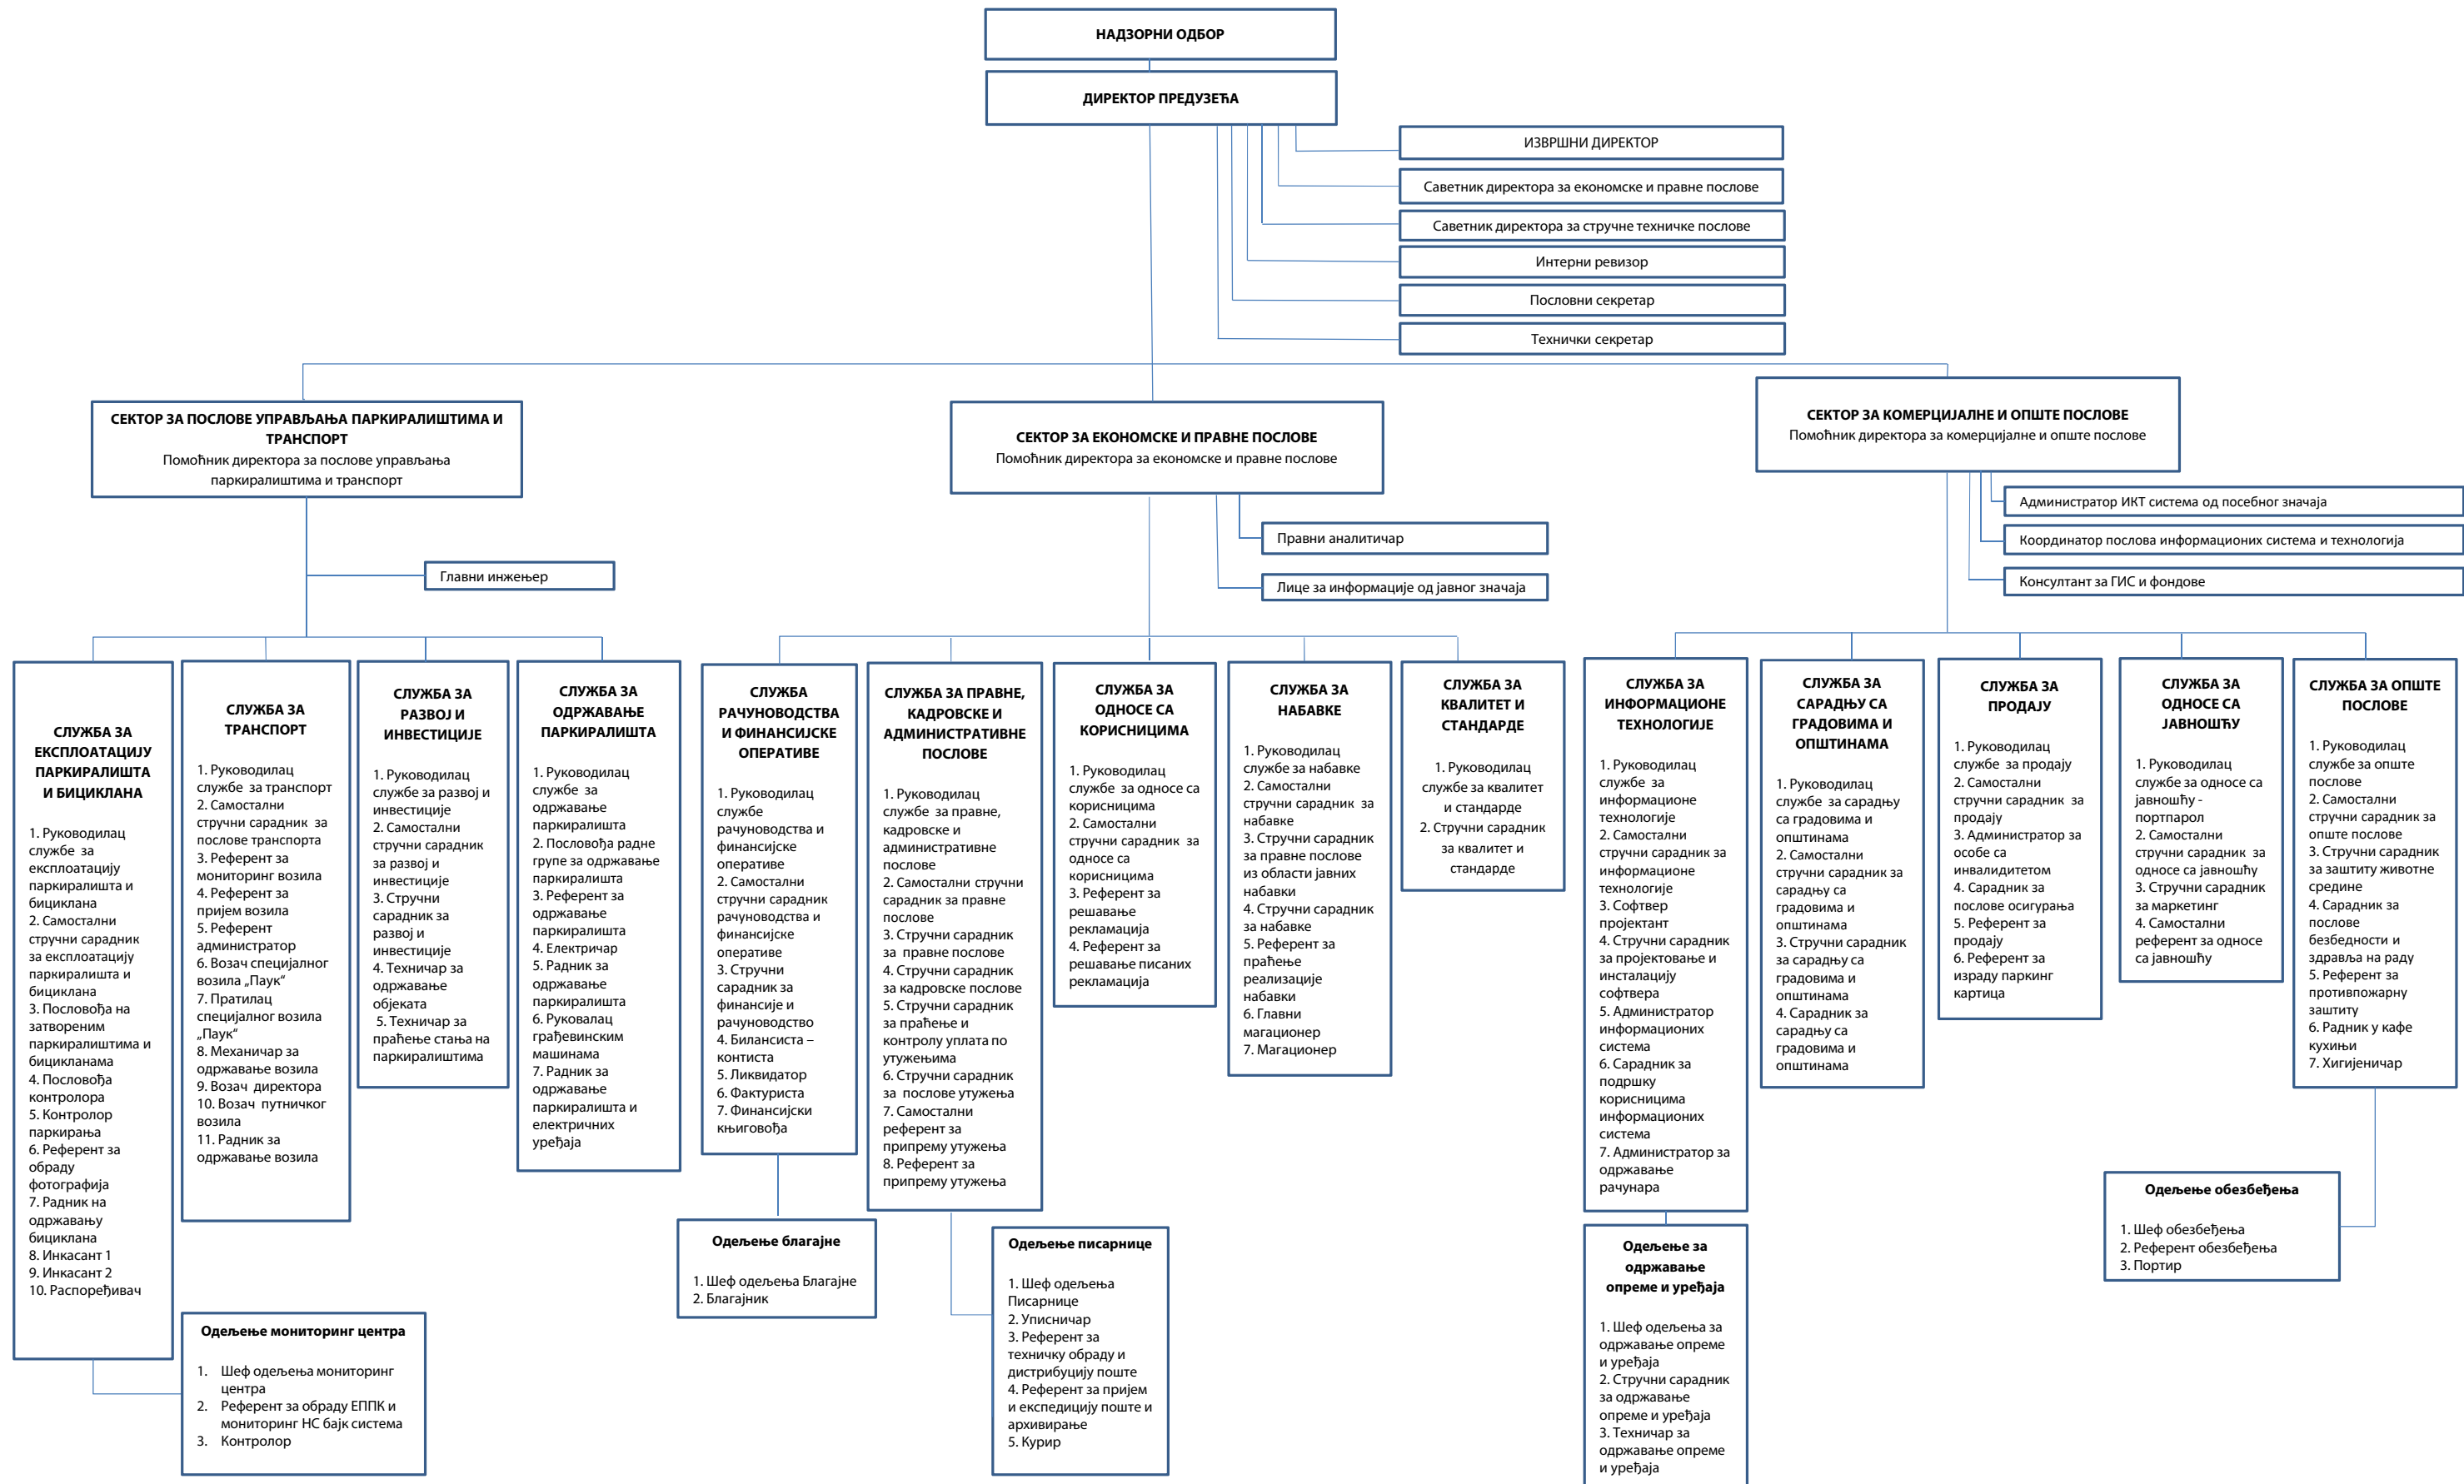 НАДЗОРНИ ОДБОР
ДИРЕКТОР ПРЕДУЗЕЋА
ИЗВРШНИ ДИРЕКТОР
Саветник директора за економске и правне послове
Саветник директора за стручне техничке послове
Интерни ревизор
Пословни секретар
Технички секретар
СЕКТОР ЗА ПОСЛОВЕ УПРАВЉАЊА ПАРКИРАЛИШТИМА И
ТРАНСПОРТ
Помоћник директора за послове управљања
паркиралиштима и транспорт
СЕКТОР ЗА ЕКОНОМСКЕ И ПРАВНЕ ПОСЛОВЕ
Помоћник директора за економске и правне послове
СЕКТОР ЗА КОМЕРЦИЈАЛНЕ И ОПШТЕ ПОСЛОВЕ
Помоћник директора за комерцијалне и опште послове
Главни инжењер
Правни аналитичар
Лице за информације од јавног значаја
Администратор ИКТ система од посебног значаја
Координатор послова информационих система и технологија
Консултант за ГИС и фондове
СЛУЖБА ЗА
ЕКСПЛОАТАЦИЈУ
ПАРКИРАЛИШТА
И БИЦИКЛАНА
1. Руководилац
службе за
експлоатацију
паркиралишта и
бициклана
2. Самостални
стручни сарадник
за експлоатацију
паркиралишта и
бициклана
3. Пословођа на
затвореним
паркиралиштима и
бицикланама
4. Пословођа
контролора
5. Контролор
паркирања
6. Референт за
обраду
фотографија
7. Радник на
одржавању
бициклана
8. Инкасант 1
9. Инкасант 2
10. Распоређивач
СЛУЖБА ЗА
ТРАНСПОРТ
1. Руководилац
службе за транспорт
2. Самостални
стручни сарадник за
послове транспорта
3. Референт за
мониторинг возила
4. Референт за
пријем возила
5. Референт
администратор
6. Возач специјалног
возила „Паук“
7. Пратилац
специјалног возила
„Паук“
8. Механичар за
одржавање возила
9. Возач директора
10. Возач путничког
возила
11. Радник за
одржавање возила
СЛУЖБА ЗА
РАЗВОЈ И
ИНВЕСТИЦИЈЕ
1. Руководилац
службе за развој и
инвестиције
2. Самостални
стручни сарадник
за развој и
инвестиције
3. Стручни
сарадник за
развој и
инвестиције
4. Техничар за
одржавање
објеката
5. Техничар за
праћење стања на
паркиралиштима
СЛУЖБА ЗА
ОДРЖАВАЊЕ
ПАРКИРАЛИШТА
1. Руководилац
службе за
одржавање
паркиралишта
2. Пословођа радне
групе за одржавање
паркиралишта
3. Референт за
одржавање
паркиралишта
4. Електричар
5. Радник за
одржавање
паркиралишта
6. Руковалац
грађевинским
машинама
7. Радник за
одржавање
паркиралишта и
електричних
уређаја
СЛУЖБА
РАЧУНОВОДСТВА
И ФИНАНСИЈСКЕ
ОПЕРАТИВЕ
1. Руководилац
службе
рачуноводства и
финансијске
оперативе
2. Самостални
стручни сарадник
рачуноводства и
финансијске
оперативе
3. Стручни
сарадник за
финансије и
рачуноводство
4. Билансиста –
контиста
5. Ликвидатор
6. Фактуриста
7. Финансијски
књиговођа
СЛУЖБА ЗА ПРАВНЕ,
КАДРОВСКЕ И
АДМИНИСТРАТИВНЕ
ПОСЛОВЕ
1. Руководилац
службе за правне,
кадровске и
административне
послове
2. Самостални стручни
сарадник за правне
послове
3. Стручни сарадник
за правне послове
4. Стручни сарадник
за кадровске послове
5. Стручни сарадник
за праћење и
контролу уплата по
утужењима
6. Стручни сарадник
за послове утужења
7. Самостални
референт за
припрему утужења
8. Референт за
припрему утужења
СЛУЖБА ЗА
ОДНОСЕ СА
КОРИСНИЦИМА
1. Руководилац
службе за односе са
корисницима
2. Самостални
стручни сарадник за
односе са
корисницима
3. Референт за
решавање
рекламација
4. Референт за
решавање писаних
рекламација
СЛУЖБА ЗА
НАБАВКЕ
1. Руководилац
службе за набавке
2. Самостални
стручни сарадник за
набавке
3. Стручни сарадник
за правне послове
из области јавних
набавки
4. Стручни сарадник
за набавке
5. Референт за
праћење
реализације
набавки
6. Главни
магационер
7. Магационер
СЛУЖБА ЗА
КВАЛИТЕТ И
СТАНДАРДЕ
1. Руководилац
службе за квалитет
и стандарде
2. Стручни сарадник
за квалитет и
стандарде
СЛУЖБА ЗА
ИНФОРМАЦИОНЕ
ТЕХНОЛОГИЈЕ
1. Руководилац
службе за
информационе
технологије
2. Самостални
стручни сарадник за
информационе
технологије
3. Софтвер
пројектант
4. Стручни сарадник
за пројектовање и
инсталацију
софтвера
5. Администратор
информационих
система
6. Сарадник за
подршку
корисницима
информационих
система
7. Администратор за
одржавање
рачунара
СЛУЖБА ЗА
САРАДЊУ СА
ГРАДОВИМА И
ОПШТИНАМА
1. Руководилац
службе за сарадњу
са градовима и
општинама
2. Самостални
стручни сарадник за
сарадњу са
градовима и
општинама
3. Стручни сарадник
за сарадњу са
градовима и
општинама
4. Сарадник за
сарадњу са
градовима и
општинама
СЛУЖБА ЗА
ПРОДАЈУ
1. Руководилац
службе за продају
2. Самостални
стручни сарадник за
продају
3. Администратор за
особе са
инвалидитетом
4. Сарадник за
послове осигурања
5. Референт за
продају
6. Референт за
израду паркинг
картица
СЛУЖБА ЗА
ОДНОСЕ СА
ЈАВНОШЋУ
1. Руководилац
службе за односе са
јавношћу -
портпарол
2. Самостални
стручни сарадник за
односе са јавношћу
3. Стручни сарадник
за маркетинг
4. Самостални
референт за односе
са јавношћу
СЛУЖБА ЗА ОПШТЕ
ПОСЛОВЕ
1. Руководилац
службе за опште
послове
2. Самостални
стручни сарадник за
опште послове
3. Стручни сарадник
за заштиту животне
средине
4. Сарадник за
послове
безбедности и
здравља на раду
5. Референт за
противпожарну
заштиту
6. Радник у кафе
кухињи
7. Хигијеничар
Одељење мониторинг центра
1. Шеф одељења мониторинг
центра
2. Референт за обраду ЕППК и
мониторинг НС бајк система
3. Контролор
Одељење благајне
1. Шеф одељења Благајне
2. Благајник
Одељење писарнице
1. Шеф одељења
Писарнице
2. Уписничар
3. Референт за
техничку обраду и
дистрибуцију поште
4. Референт за пријем
и експедицију поште и
архивирање
5. Курир
Одељење за
одржавање
опреме и уређаја
1. Шеф одељења за
одржавање опреме
и уређаја
2. Стручни сарадник
за одржавање
опреме и уређаја
3. Техничар за
одржавање опреме
и уређаја
Одељење обезбеђења
1. Шеф обезбеђења
2. Референт обезбеђења
3. Портир